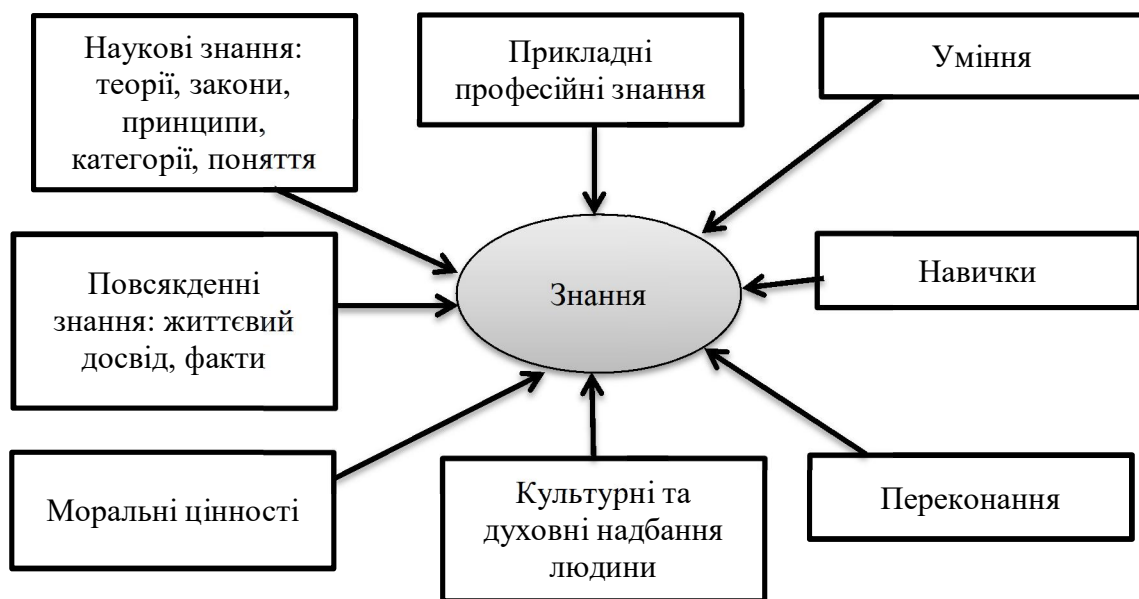 Наукові знання:
теорії, закони,
принципи,
категорії, поняття
Прикладні
професійні знання
Уміння
Повсякденні
знання: життєвий
досвід, факти
Знання
Навички
Моральні цінності
Культурні та
духовні надбання
людини
Переконання